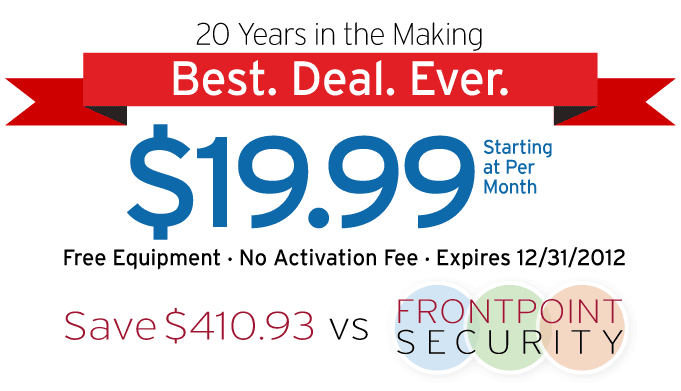 20 Years in the Making
Best. Deal. Ever.
$19.99
Starting
at Per
Month
Free Equipment · No Activation Fee · Expires 12/31/2012
Save $410.93 vs
FRONTPOINT
SECURITY